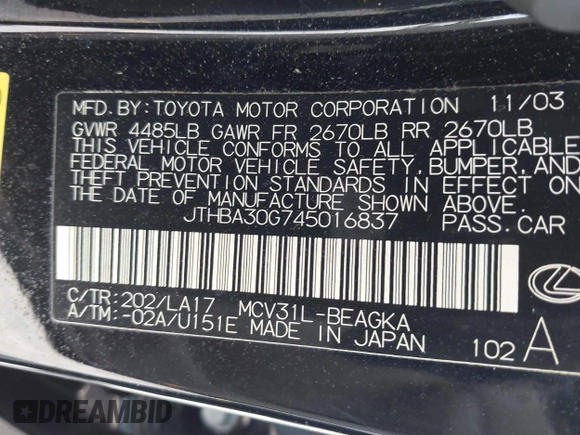 MFD. BY: TOYOTA MOTOR CORPORATION 11/03
GVWR 4485LB GAWR FR 2670LB RR 2670LB
THIS VEHICLE CONFORMS TO ALL APPLICABLE
FEDERAL MOTOR VEHICLE SAFETY, BUMPER, AND
THEFT PREVENTION STANDARDS IN EFFECT ON
THE DATE OF MANUFACTURE SHOWN ABOVE.
JTHBA30G745016837 PASS. CAR
C/TR: 202/LA17 MCV31L-BEAGKA
A/TM: -02A/U151E MADE IN JAPAN 102 A
DREAMBID